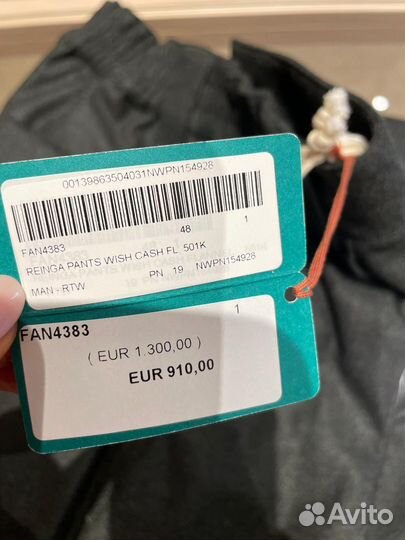 00139863504031NWPN154928
48 1
FAN4383
REINGA PANTS WISH CASH FL 501K
MAN - RTW PN 19 NWPN154928
1
FAN4383
( EUR 1.300,00 )
EUR 910,00
Avito